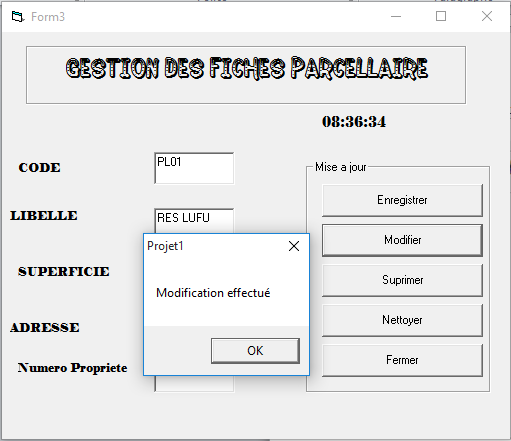 Form3
GESTION DES FICHES PARCELLAIRE
08:36:34
CODE
PL01
LIBELLE
RES LUFU
SUPERFICIE
ADRESSE
Numero Propriete
Mise a jour
Enregistrer
Modifier
Suprimer
Nettoyer
Fermer
Projet1
Modification effectué
OK